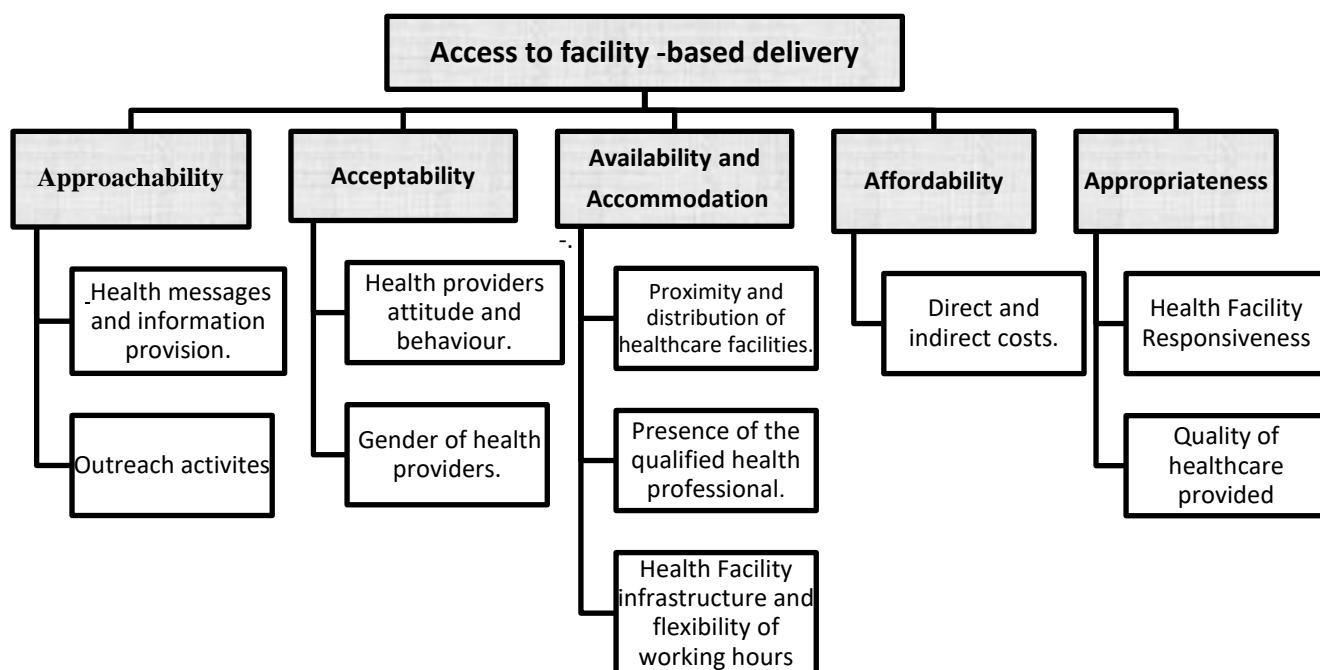 Access to facility -based delivery
Approachability
Acceptability
Availability and
Accommodation
Affordability
Appropriateness
-.
Health messages
and information
provision.
Outreach activites
Health providers
attitude and
behaviour.
Gender of health
providers.
Proximity and
distribution of
healthcare facilities.
Presence of the
qualified health
professional.
Health Facility
infrastructure and
flexibility of
working hours
Direct and
indirect costs.
Health Facility
Responsiveness
Quality of
healthcare
provided